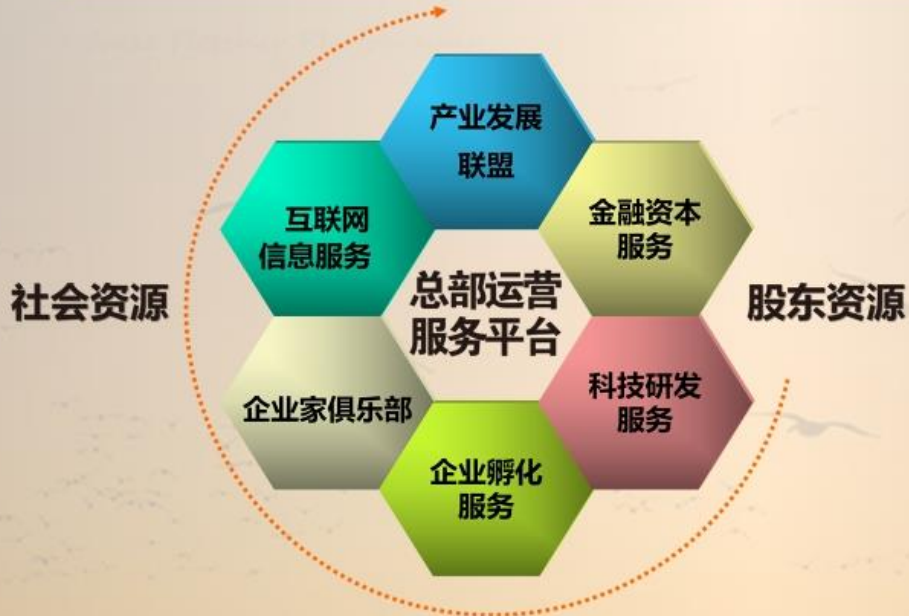 产业发展
联盟
互联网
信息服务
金融资本
服务
总部运营
服务平台
社会资源
股东资源
企业家俱乐部
科技研发
服务
企业孵化
服务